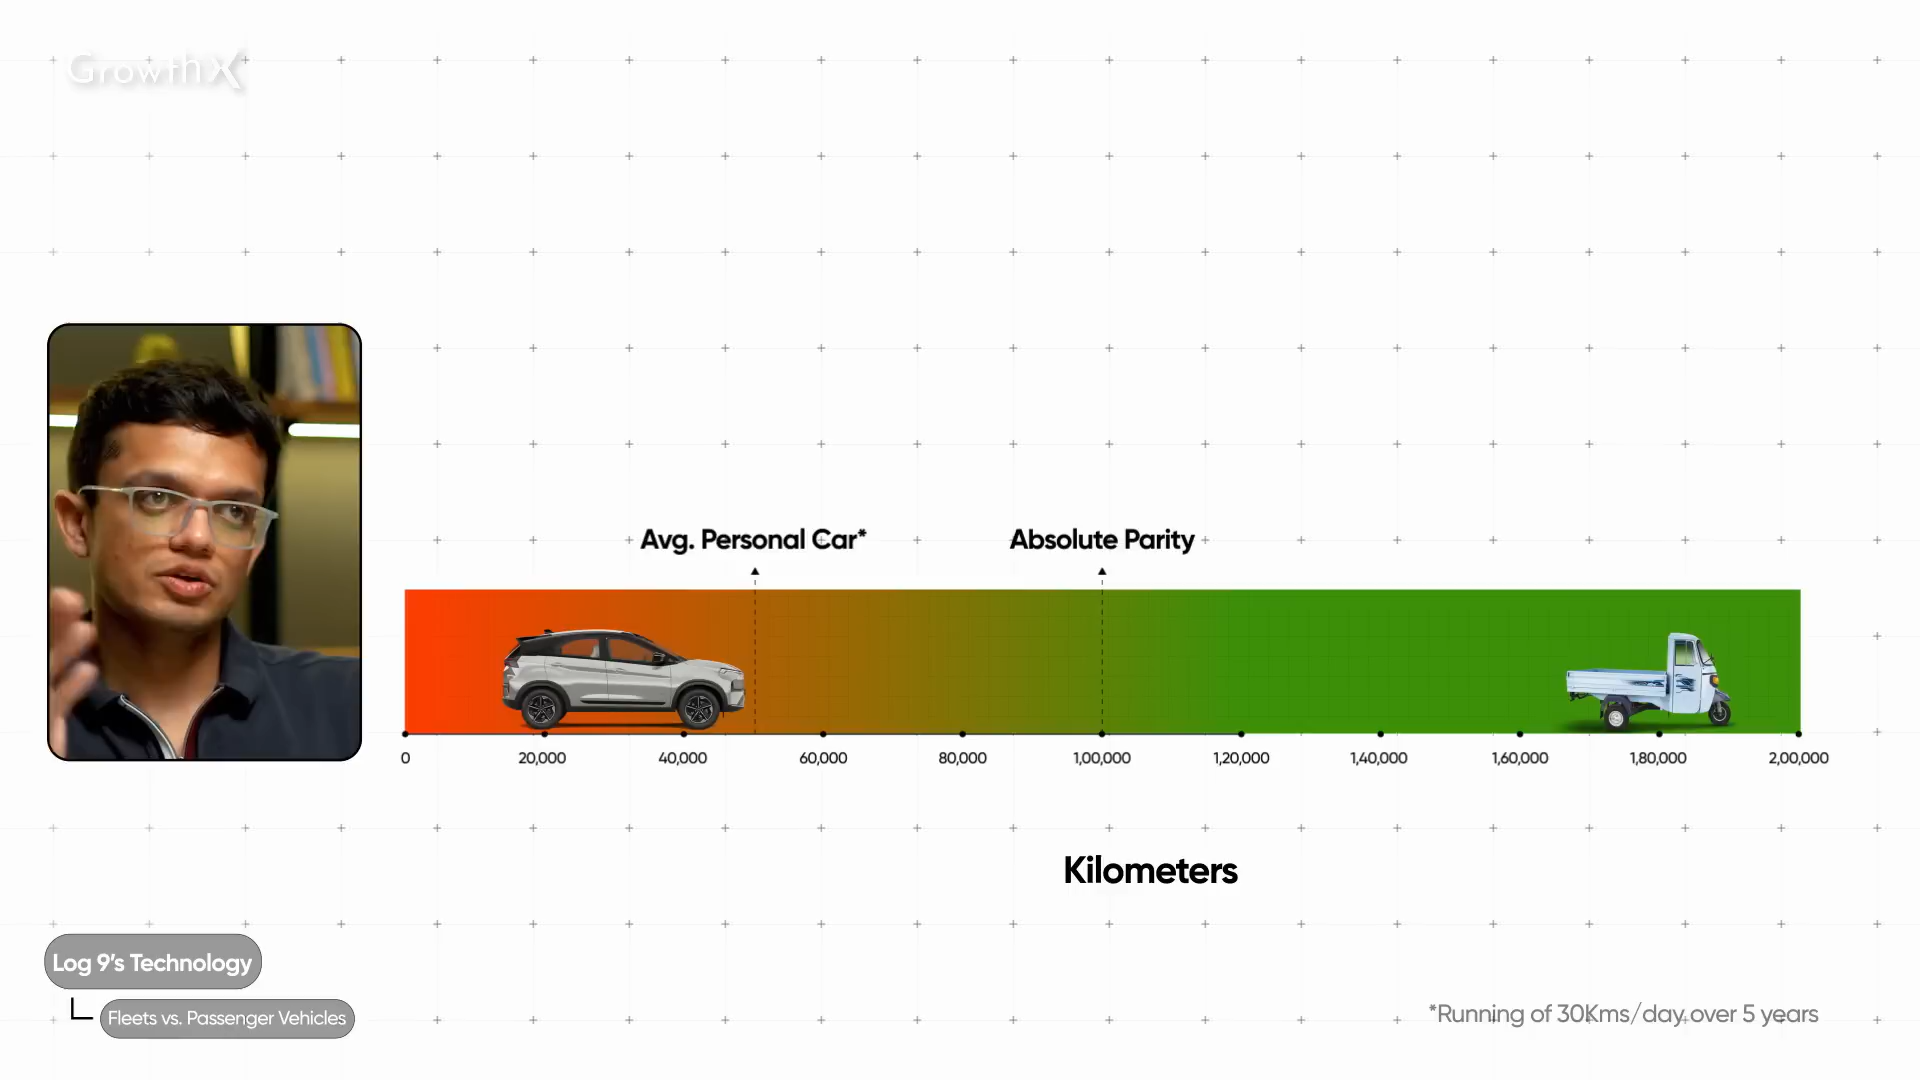 GrowthX
Avg. Personal Car*
Absolute Parity
0
20,000
40,000
60,000
80,000
1,00,000
1,20,000
1,40,000
1,60,000
1,80,000
2,00,000
Kilometers
Log 9's Technology
Fleets vs. Passenger Vehicles
*Running of 30Kms/day over 5 years